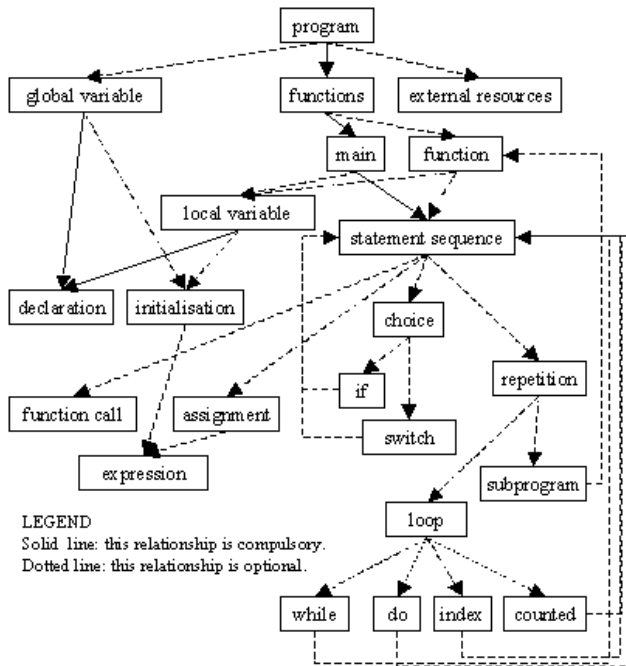 program
global variable
functions
external resources
main
function
local variable
statement sequence
declaration
initialisation
choice
if
repetition
function call
assignment
switch
expression
subprogram
loop
LEGEND
Solid line: this relationship is compulsory.
Dotted line: this relationship is optional.
while
do
index
counted